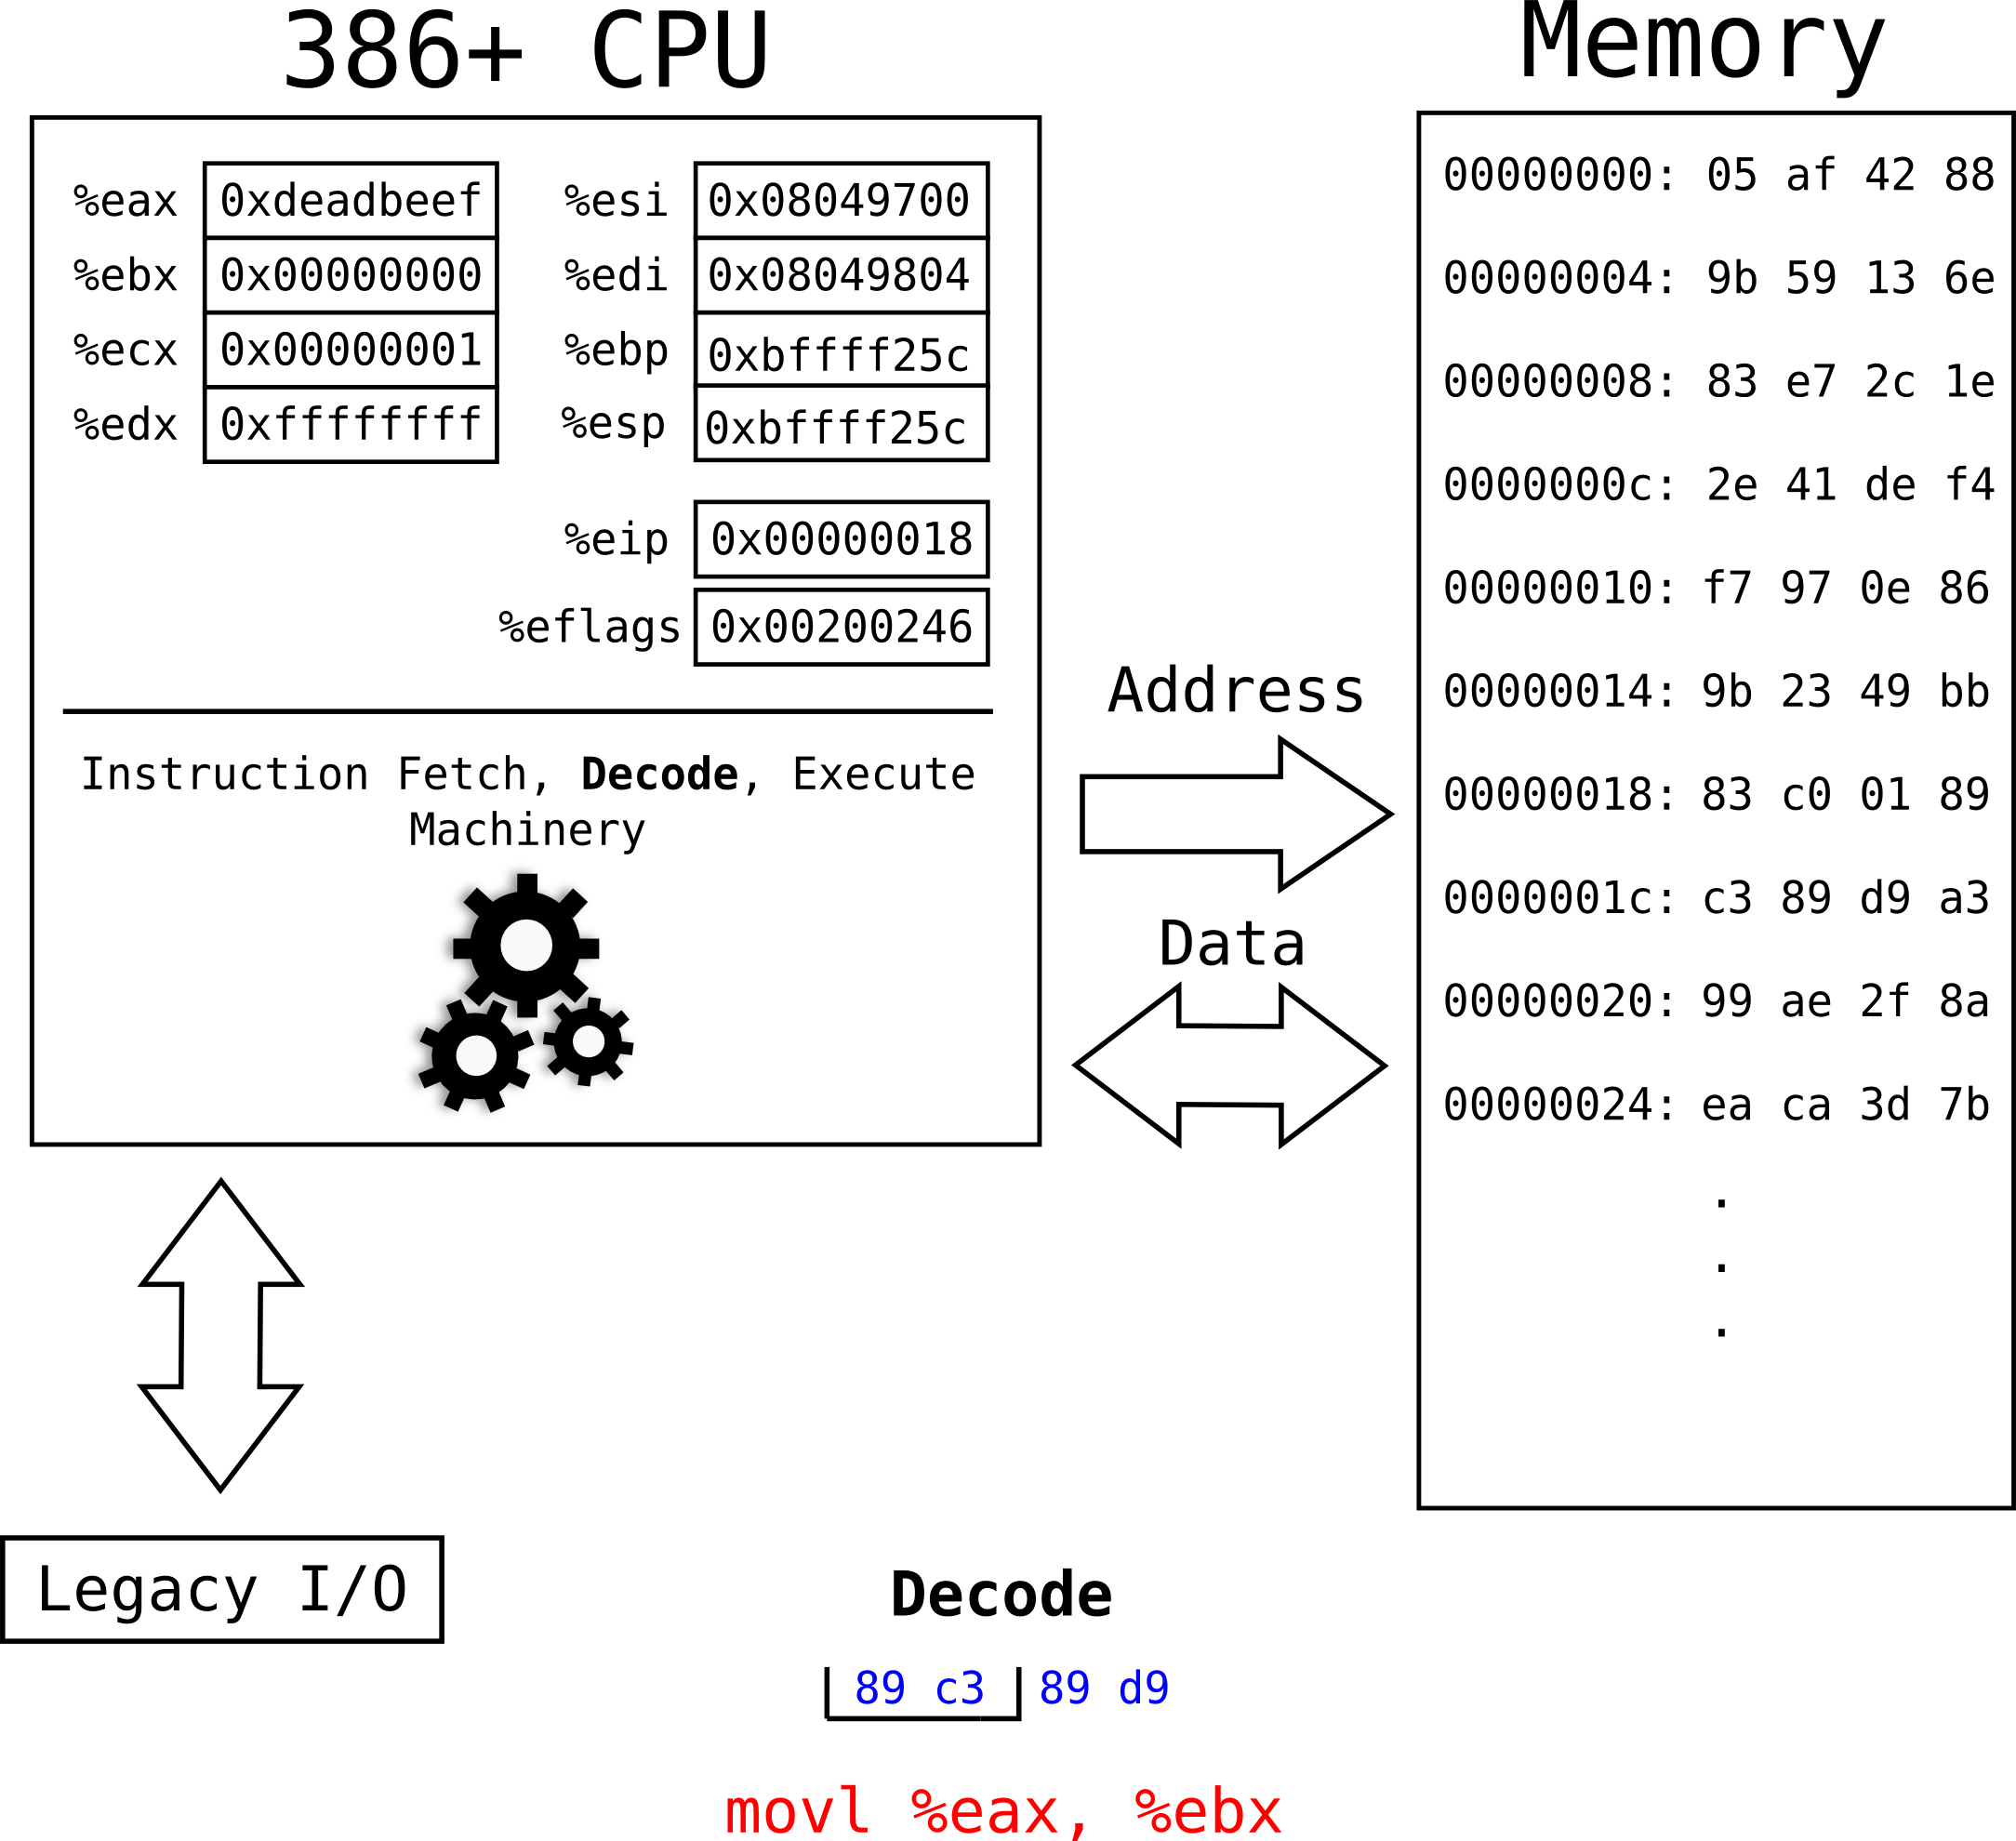 386+ CPU
%eax 0xdeadbeef %esi 0x08049700
%ebx 0x00000000 %edi 0x08049804
%ecx 0x00000001 %ebp 0xbffff25c
%edx 0xffffffff %esp 0xbffff25c
%eip 0x00000018
%eflags 0x00200246
Instruction Fetch, Decode, Execute
Machinery
Address
Data
Memory
00000000: 05 af 42 88
00000004: 9b 59 13 6e
00000008: 83 e7 2c 1e
0000000c: 2e 41 de f4
00000010: f7 97 0e 86
00000014: 9b 23 49 bb
00000018: 83 c0 01 89
0000001c: c3 89 d9 a3
00000020: 99 ae 2f 8a
00000024: ea ca 3d 7b
.
.
.
Legacy I/O
Decode
89 c3 89 d9
movl %eax, %ebx